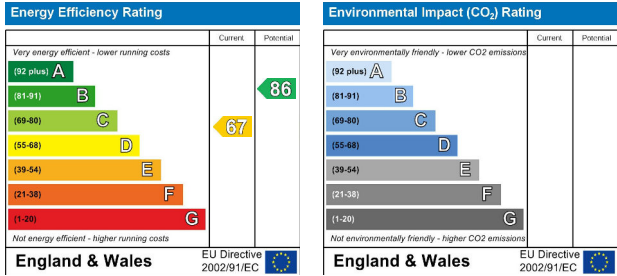 Energy Efficiency Rating
Current Potential
Very energy efficient - lower running costs
(92 plus) A
(81-91) B
(69-80) C
(55-68) D
(39-54) E
(21-38) F
(1-20) G
67
86
Not energy efficient - higher running costs
England & Wales
EU Directive
2002/91/EC
Environmental Impact (CO₂) Rating
Current Potential
Very environmentally friendly - lower CO2 emissions
(92 plus) A
(81-91) B
(69-80) C
(55-68) D
(39-54) E
(21-38) F
(1-20) G
Not environmentally friendly - higher CO2 emissions
England & Wales
EU Directive
2002/91/EC